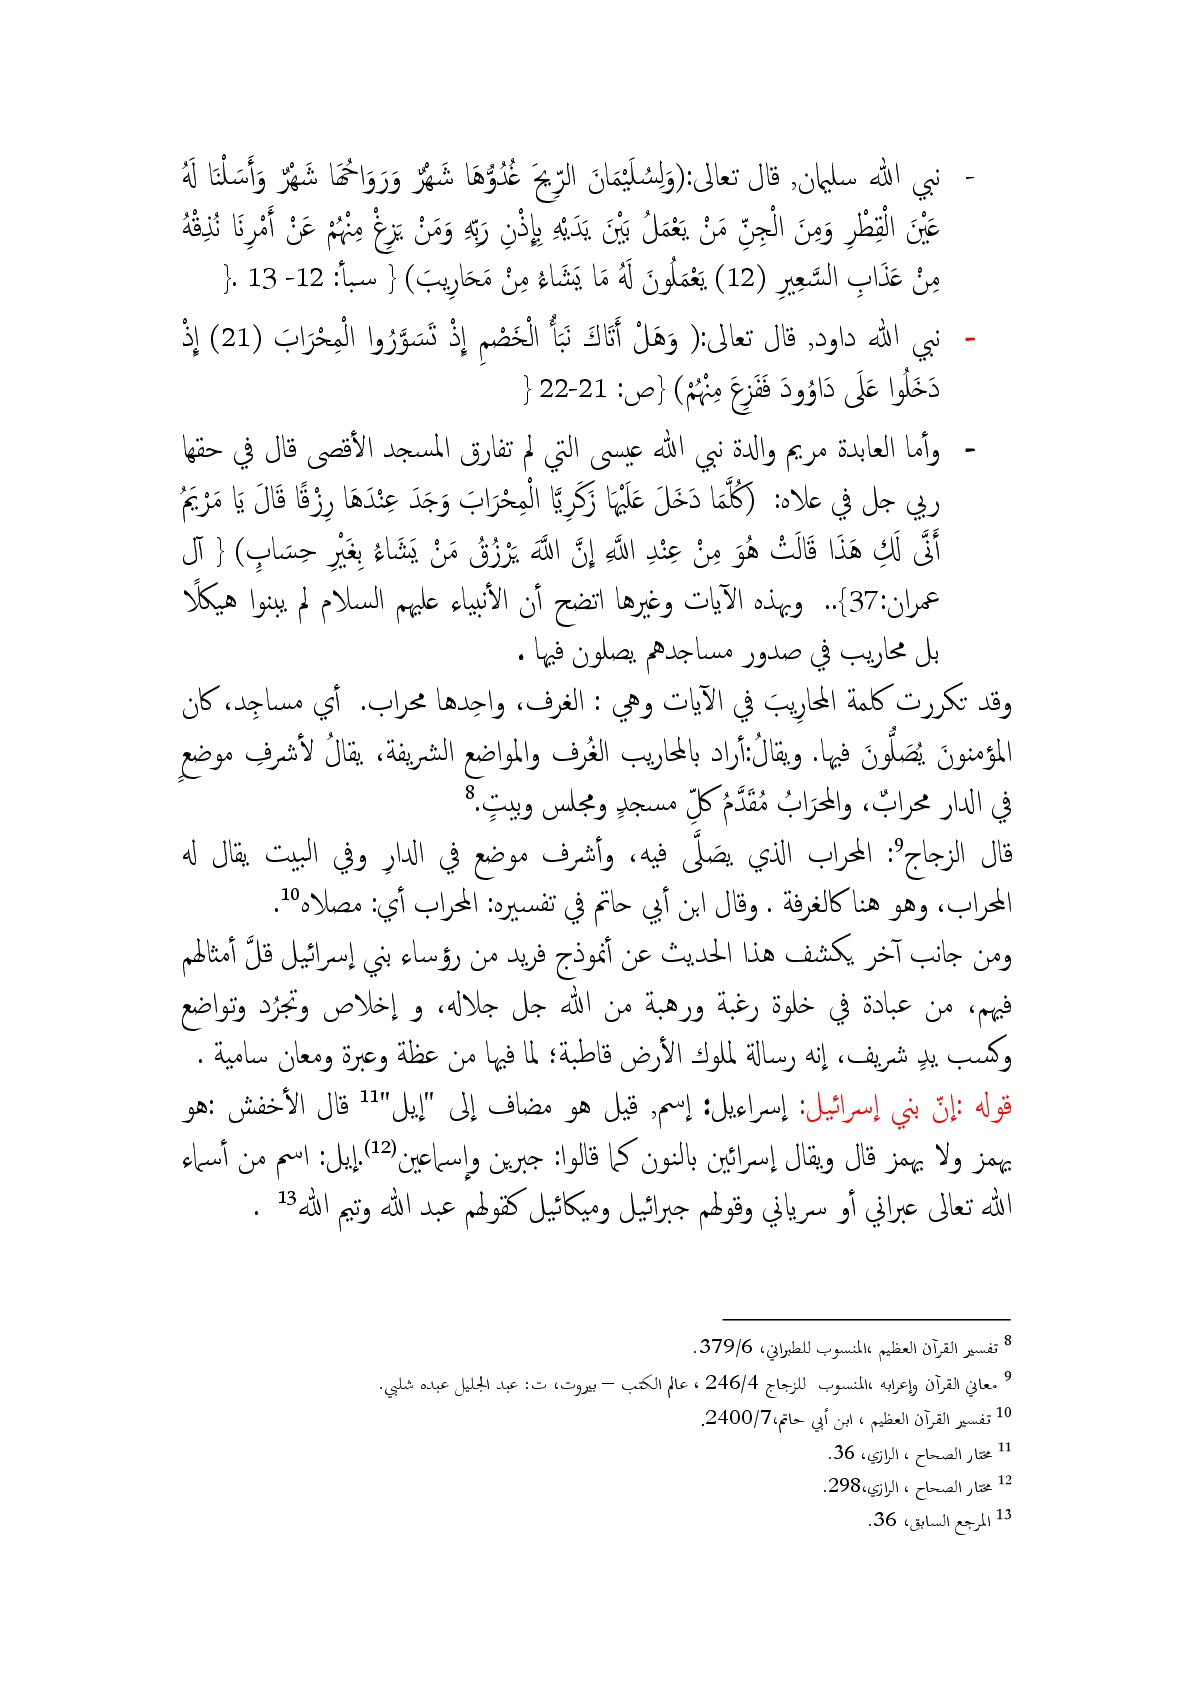 - نبي الله سليمان, قال تعالى:(وَلِسُلَيْمَانَ الرِّيحَ غُدُوُّهَا شَهْرٌ وَرَوَاحُهَا شَهْرٌ وَأَسَلْنَا لَهُ
عَيْنَ الْقِطْرِ وَمِنَ الْجِنِّ مَنْ يَعْمَلُ بَيْنَ يَدَيْهِ بِإِذْنِ رَبِّهِ وَمَنْ يَزِغْ مِنْهُمْ عَنْ أَمْرِنَا نُذِقْهُ
مِنْ عَذَابِ السَّعِيرِ (12) يَعْمَلُونَ لَهُ مَا يَشَاءُ مِنْ مَحَارِيبَ) { سبأ: 12- 13 .{
- نبي الله داود, قال تعالى:( وَهَلْ أَتَاكَ نَبَأُ الْخَصْمِ إِذْ تَسَوَّرُوا الْمِحْرَابَ (21) إِذْ
دَخَلُوا عَلَى دَاوُودَ فَفَزِعَ مِنْهُمْ) {ص: 21-22 {
- وأما العابدة مريم والدة نبي الله عيسى التي لم تفارق المسجد الأقصى قال في حقها
ربي جل في علاه: (كُلَّمَا دَخَلَ عَلَيْهَا زَكَرِيَّا الْمِحْرَابَ وَجَدَ عِنْدَهَا رِزْقًا قَالَ يَا مَرْيَمُ
أَنَّى لَكِ هَذَا قَالَتْ هُوَ مِنْ عِنْدِ اللَّهِ إِنَّ اللَّهَ يَرْزُقُ مَنْ يَشَاءُ بِغَيْرِ حِسَابٍ) { آل
عمران:37}.. وبهذه الآيات وغيرها اتضح أن الأنبياء عليهم السلام لم يبنوا هيكلًا
بل محاريب في صدور مساجدهم يصلون فيها .
وقد تكررت كلمة المحارِيبَ في الآيات وهي : الغرف، واحِدها محراب. أي مساجِد، كان
المؤمنونَ يُصَلُّونَ فيها. ويقالُ:أراد بالمحاريب الغُرف والمواضع الشريفة، يقالُ لأشرفِ موضعٍ
في الدار محرابٌ، والمحرَابُ مُقَدَّمُ كلِّ مسجدٍ ومجلس وبيتٍ.8
قال الزجاج9: المحراب الذي يصَلَّى فيه، وأشرف موضع في الدارِ وفي البيت يقال له
المحراب، وهو هنا كالغرفة . وقال ابن أبي حاتم في تفسيره: المحراب أي: مصلاه10.
ومن جانب آخر يكشف هذا الحديث عن أنموذج فريد من رؤساء بني إسرائيل قلَّ أمثالهم
فيهم، من عبادة في خلوة رغبة ورهبة من الله جل جلاله، و إخلاص وتجرُد وتواضع
وكسب يدٍ شريف، إنه رسالة لملوك الأرض قاطبة؛ لما فيها من عظة وعبرة ومعان سامية .
قوله :إنّ بني إسرائيل: إسراءيل: إسم, قيل هو مضاف إلى "إيل"11 قال الأخفش :هو
يهمز ولا يهمز قال ويقال إسرائين بالنون كما قالوا: جبرين وإسماعين(12).إيل: اسم من أسماء
الله تعالى عبراني أو سرياني وقولهم جبرائيل وميكائيل كقولهم عبد الله وتيم الله13 .
8 تفسير القرآن العظيم ،المنسوب للطبراني، 379/6.
9 معاني القرآن وإعرابه ،المنسوب للزجاج 246/4 ، عالم الكتب – بيروت، ت: عبد الجليل عبده شلبي.
10 تفسير القرآن العظيم ، ابن أبي حاتم،2400/7.
11 مختار الصحاح ، الرازي، 36.
12 مختار الصحاح ، الرازي،298.
13 المرجع السابق، 36.